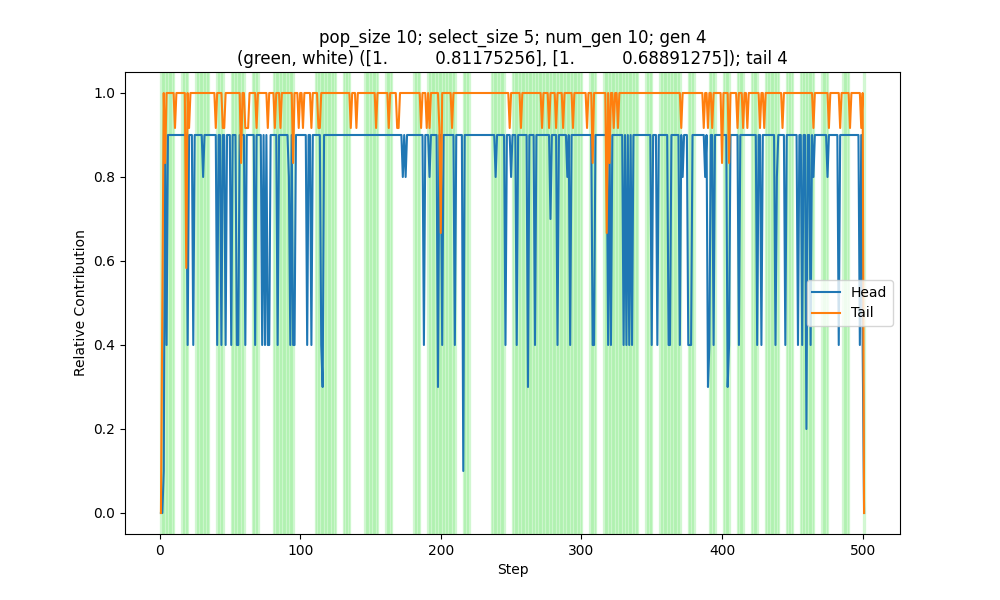 pop_size 10; select_size 5; num_gen 10; gen 4
(green, white) ([1. 0.81175256], [1. 0.68891275]); tail 4
1.0
0.8
0.6
0.4
0.2
0.0
Relative Contribution
Head
Tail
0 100 200 300 400 500
Step